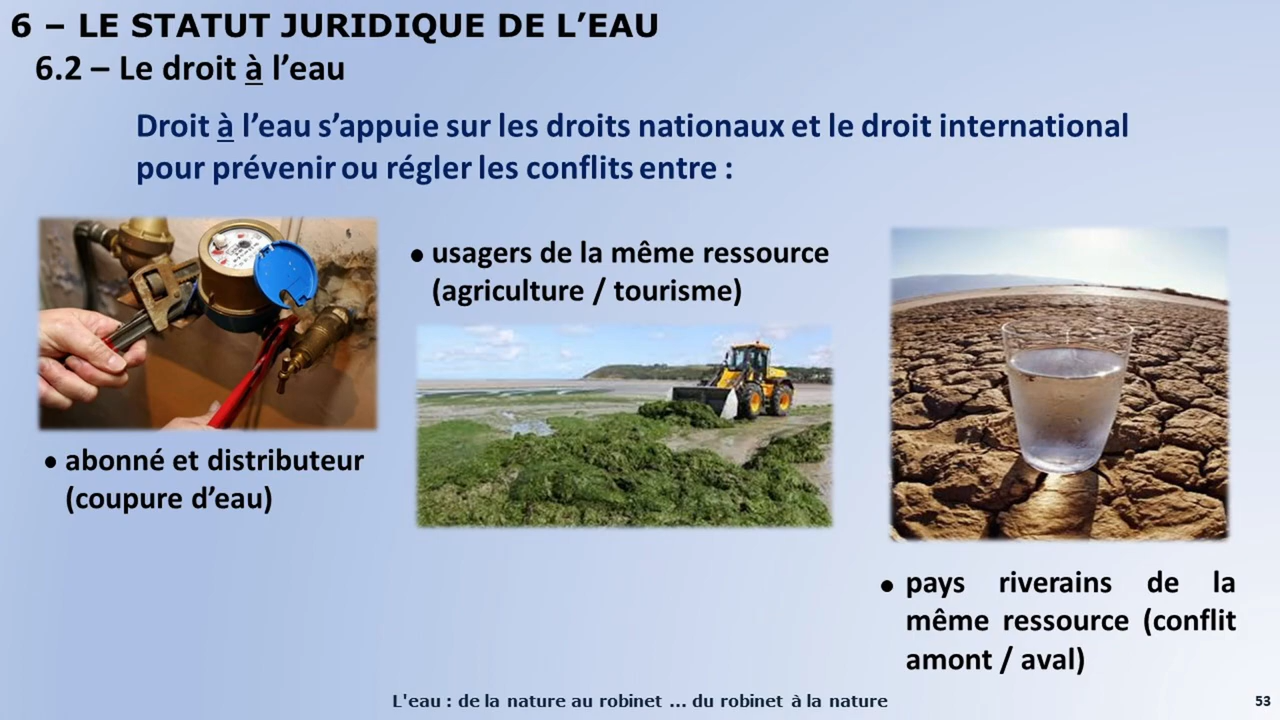 6 – LE STATUT JURIDIQUE DE L’EAU
6.2 – Le droit à l’eau
Droit à l’eau s’appuie sur les droits nationaux et le droit international
pour prévenir ou régler les conflits entre :
• abonné et distributeur
(coupure d’eau)
• usagers de la même ressource
(agriculture / tourisme)
• pays riverains de la
même ressource (conflit
amont / aval)
L'eau : de la nature au robinet ... du robinet à la nature
53